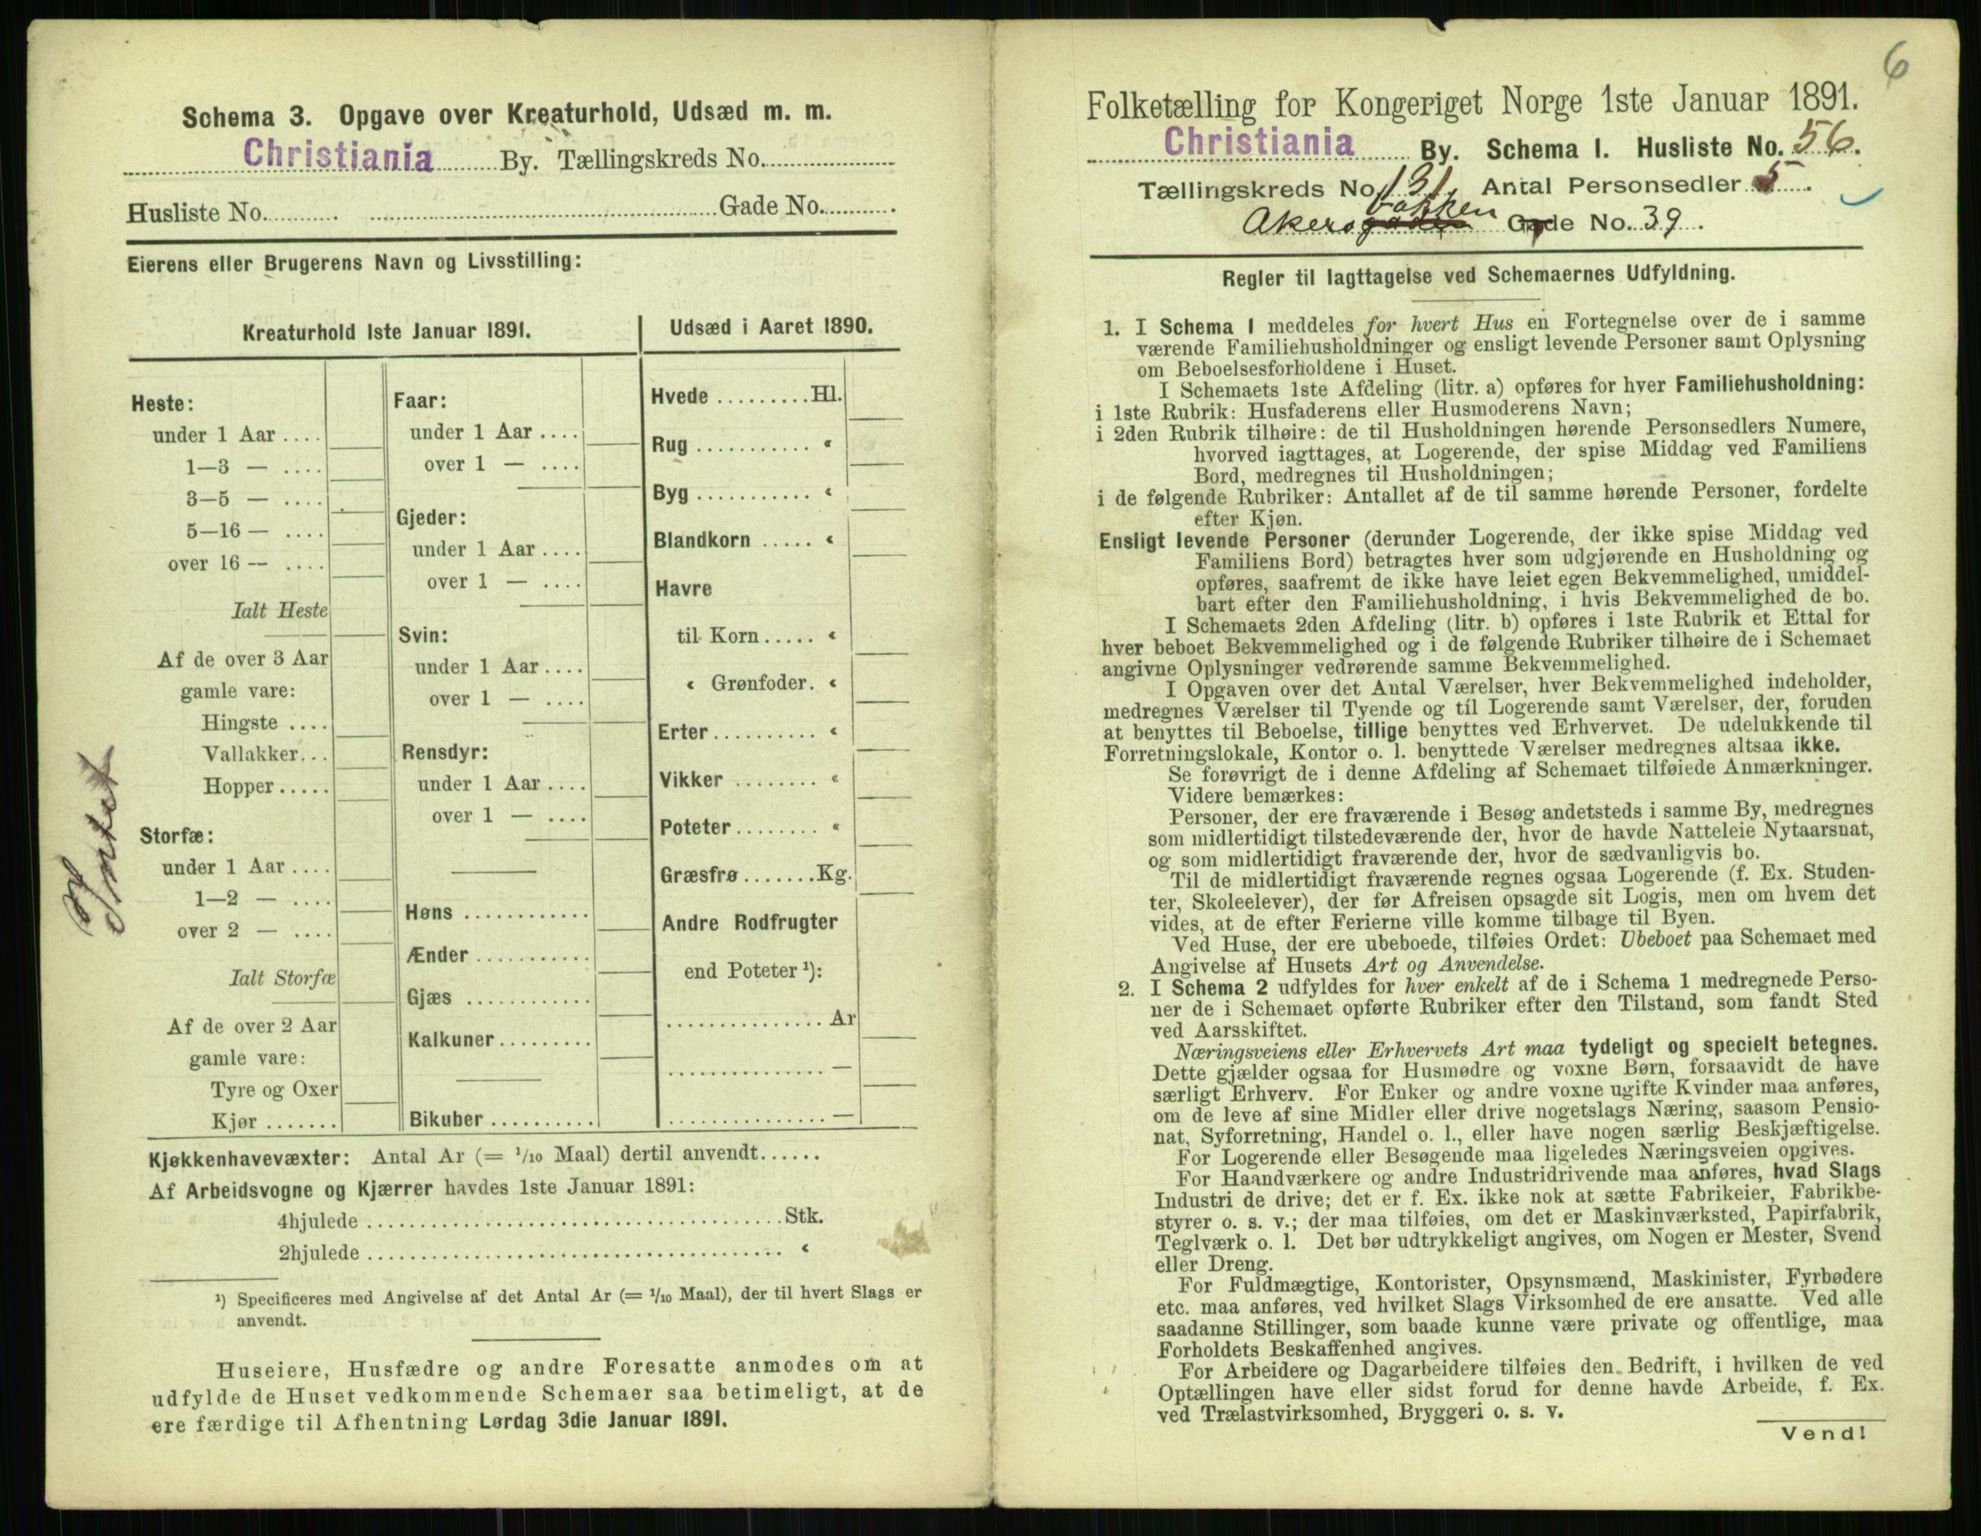 Schema 3. Opgave over Kreaturhold, Udsæd m. m.
Christiania By. Tællingskreds No.
Husliste No. Gade No.
Eierens eller Brugerens Navn og Livsstilling:
Kreaturhold 1ste Januar 1891.
Heste:
under 1 Aar ....
1—3 — ....
3—5 — ....
5—16 — ....
over 16 — ....
Ialt Heste
Af de over 3 Aar
gamle vare:
Hingste ....
Vallakker...
Hopper.....
Storfæ:
under 1 Aar ....
1—2 — ....
over 2 — ....
Ialt Storfæ
Af de over 2 Aar
gamle vare:
Tyre og Oxer
Kjør .......
Faar:
under 1 Aar ....
over 1 — ....
Gjeder:
under 1 Aar ....
over 1 — ....
Svin:
under 1 Aar ....
over 1 — ....
Rensdyr:
under 1 Aar ....
over 1 — ....
Høns ...........
Ænder ..........
Gjæs ...........
Kalkuner.........
Bikuber .........
Udsæd i Aaret 1890.
Hvede .........Hl.
Rug ........... “
Byg ........... “
Blandkorn ..... “
Havre
til Korn ..... “
“ Grønfoder. “
Erter.......... “
Vikker ........ “
Poteter........ “
Græsfrø .......Kg.
Andre Rodfrugter
end Poteter ¹):
............... Ar
............... —
............... —
Kjøkkenhavevæxter: Antal Ar (= 1/10 Maal) dertil anvendt......
Af Arbeidsvogne og Kjærrer havdes 1ste Januar 1891:
4hjulede ........................................Stk.
2hjulede ........................................ “
¹) Specificeres med Angivelse af det Antal Ar (= 1/10 Maal), der til hvert Slags er
anvendt.
Huseiere, Husfædre og andre Foresatte anmodes om at
udfylde de Huset vedkommende Schemaer saa betimeligt, at de
ere færdige til Afhentning Lørdag 3die Januar 1891.
Intet
6
Folketælling for Kongeriget Norge 1ste Januar 1891.
Christiania By. Schema 1. Husliste No. 56.
Tællingskreds No. 131. Antal Personsedler 5.
bakken
Akersgaden Gade No. 39.
Regler til Iagttagelse ved Schemaernes Udfyldning.
1. I Schema 1 meddeles for hvert Hus en Fortegnelse over de i samme
værende Familiehusholdninger og ensligt levende Personer samt Oplysning
om Beboelsesforholdene i Huset.
I Schemaets 1ste Afdeling (litr. a) opføres for hver Familiehusholdning:
i 1ste Rubrik: Husfaderens eller Husmoderens Navn;
i 2den Rubrik tilhøire: de til Husholdningen hørende Personsedlers Numere,
hvorved iagttages, at Logerende, der spise Middag ved Familiens
Bord, medregnes til Husholdningen;
i de følgende Rubriker: Antallet af de til samme hørende Personer, fordelte
efter Kjøn.
Ensligt levende Personer (derunder Logerende, der ikke spise Middag ved
Familiens Bord) betragtes hver som udgjørende en Husholdning og
opføres, saafremt de ikke have leiet egen Bekvemmelighed, umiddel-
bart efter den Familiehusholdning, i hvis Bekvemmelighed de bo.
I Schemaets 2den Afdeling (litr. b) opføres i 1ste Rubrik et Ettal for
hver beboet Bekvemmelighed og i de følgende Rubriker tilhøire de i Schemaet
angivne Oplysninger vedrørende samme Bekvemmelighed.
I Opgaven over det Antal Værelser, hver Bekvemmelighed indeholder,
medregnes Værelser til Tyende og til Logerende samt Værelser, der, foruden
at benyttes til Beboelse, tillige benyttes ved Erhvervet. De udelukkende til
Forretningslokale, Kontor o. l. benyttede Værelser medregnes altsaa ikke.
Se forøvrigt de i denne Afdeling af Schemaet tilføiede Anmærkninger.
Videre bemærkes:
Personer, der ere fraværende i Besøg andetsteds i samme By, medregnes
som midlertidigt tilstedeværende der, hvor de havde Natteleie Nytaarsnat,
og som midlertidigt fraværende der, hvor de sædvanligvis bo.
Til de midlertidigt fraværende regnes ogsaa Logerende (f. Ex. Studen-
ter, Skoleelever), der før Afreisen opsagde sit Logis, men om hvem det
vides, at de efter Ferierne ville komme tilbage til Byen.
Ved Huse, der ere ubeboede, tilføies Ordet: Ubeboet paa Schemaet med
Angivelse af Husets Art og Anvendelse.
2. I Schema 2 udfyldes for hver enkelt af de i Schema 1 medregnede Perso-
ner de i Schemaet opførte Rubriker efter den Tilstand, som fandt Sted
ved Aarsskiftet.
Næringsveiens eller Erhvervets Art maa tydeligt og specielt betegnes.
Dette gjælder ogsaa for Husmødre og voxne Børn, forsaavidt de have
særligt Erhverv. For Enker og andre voxne ugifte Kvinder maa anføres,
om de leve af sine Midler eller drive nogetslags Næring, saasom Pensio-
nat, Syforretning, Handel o. l., eller have nogen særlig Beskjæftigelse.
For Logerende eller Besøgende maa ligeledes Næringsveien opgives.
For Haandværkere og andre Industridrivende maa anføres, hvad Slags
Industri de drive; det er f. Ex. ikke nok at sætte Fabrikeier, Fabrikbe-
styrer o. s. v.; der maa tilføies, om det er Maskinværksted, Papirfabrik,
Teglværk o. l. Det bør udtrykkeligt angives, om Nogen er Mester, Svend
eller Dreng.
For Fuldmægtige, Kontorister, Opsynsmænd, Maskinister, Fyrbødere
etc. maa anføres, ved hvilket Slags Virksomhed de ere ansatte. Ved alle
saadanne Stillinger, som baade kunne være private og offentlige, maa
Forholdets Beskaffenhed angives.
For Arbeidere og Dagarbeidere tilføies den Bedrift, i hvilken de ved
Optællingen have eller sidst forud for denne havde Arbeide, f. Ex.
ved Trælastvirksomhed, Bryggeri o. s. v.
Vend!